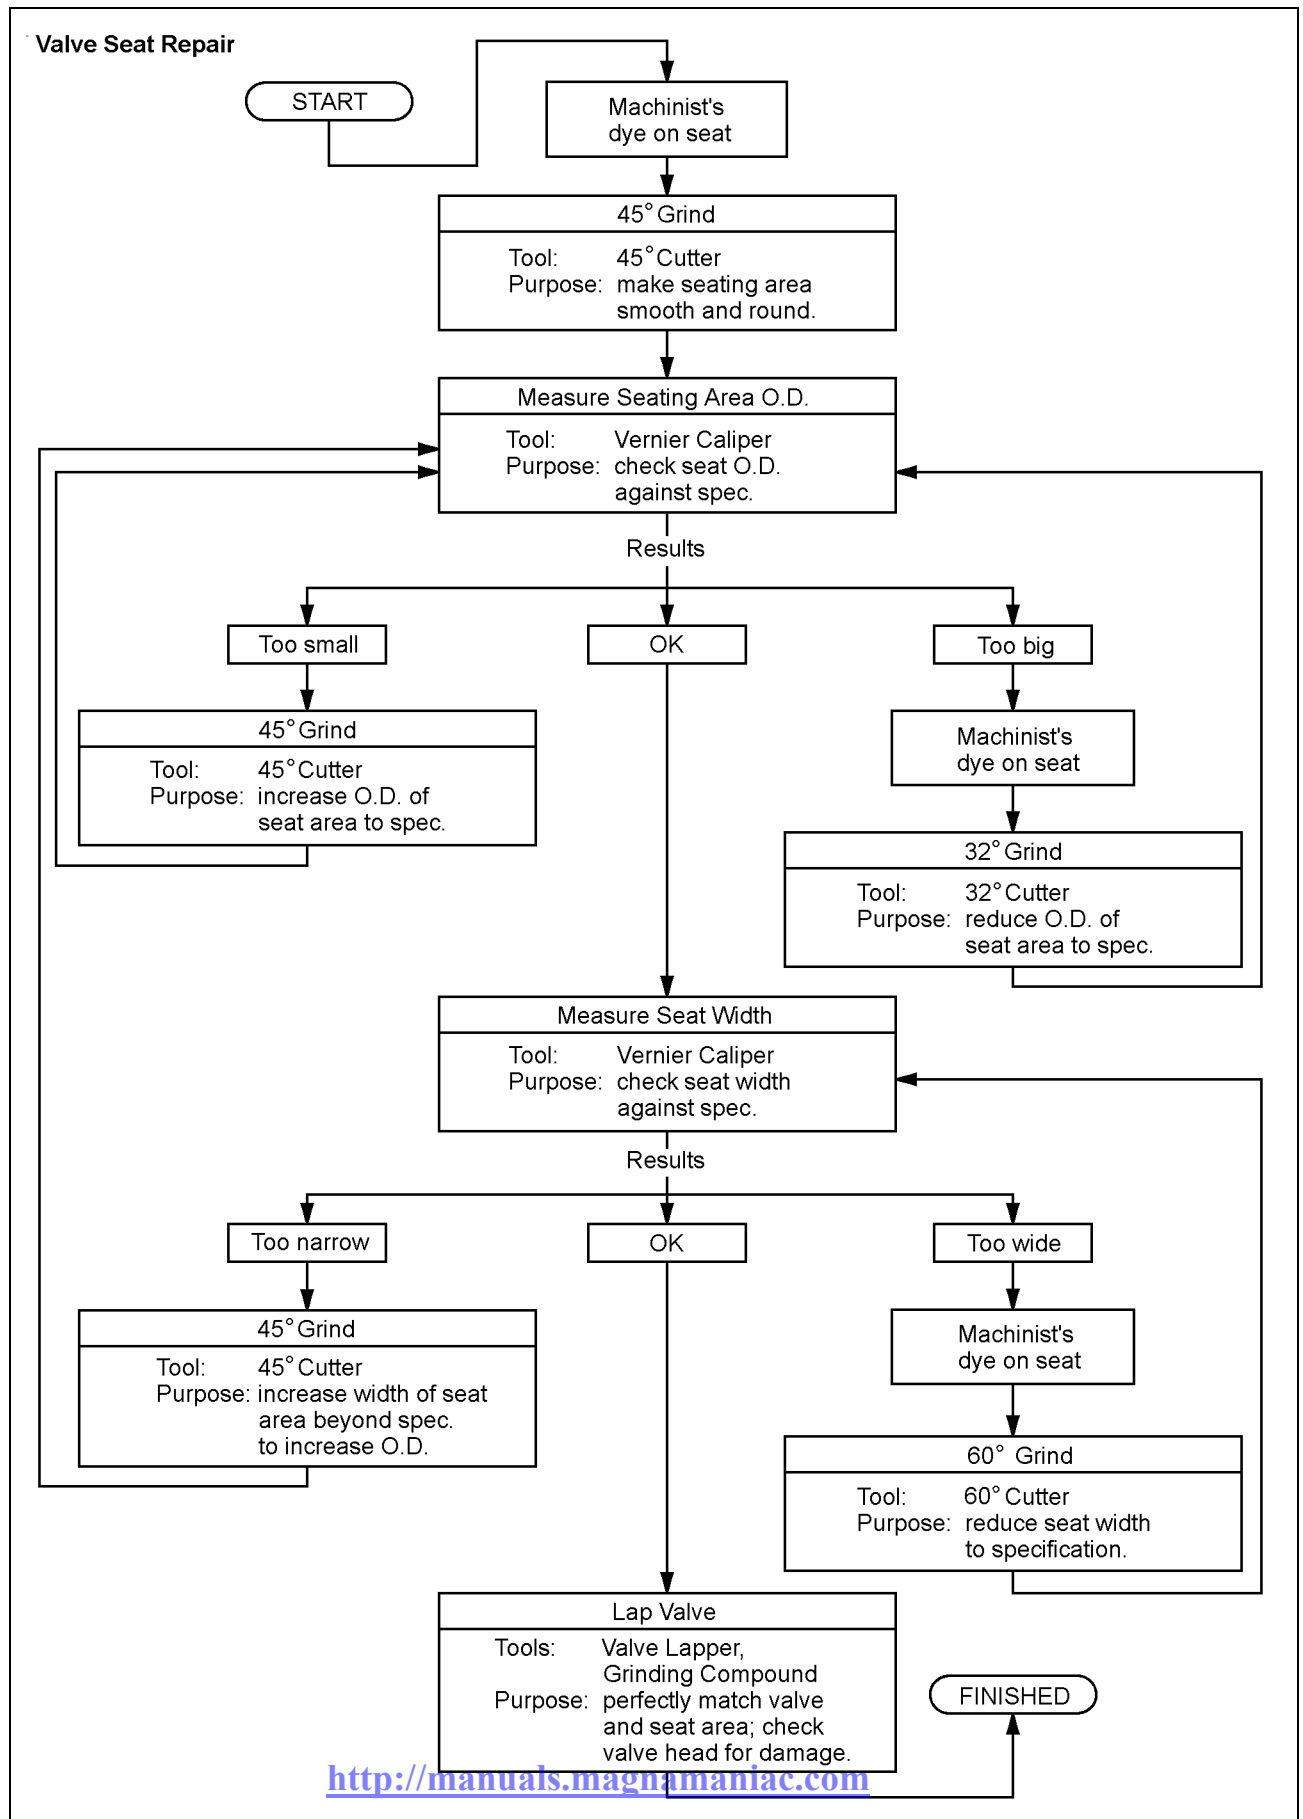 Valve Seat Repair
START
Machinist's
dye on seat
45° Grind
Tool: 45° Cutter
Purpose: make seating area
smooth and round.
Measure Seating Area O.D.
Tool: Vernier Caliper
Purpose: check seat O.D.
against spec.
Results
Too small
OK
Too big
45° Grind
Tool: 45° Cutter
Purpose: increase O.D. of
seat area to spec.
Machinist's
dye on seat
32° Grind
Tool: 32° Cutter
Purpose: reduce O.D. of
seat area to spec.
Measure Seat Width
Tool: Vernier Caliper
Purpose: check seat width
against spec.
Results
Too narrow
OK
Too wide
45° Grind
Tool: 45° Cutter
Purpose: increase width of seat
area beyond spec.
to increase O.D.
Machinist's
dye on seat
60° Grind
Tool: 60° Cutter
Purpose: reduce seat width
to specification.
Lap Valve
Tools: Valve Lapper,
Grinding Compound
Purpose: perfectly match valve
and seat area; check
valve head for damage.
FINISHED
http://manuals.magnamaniac.com